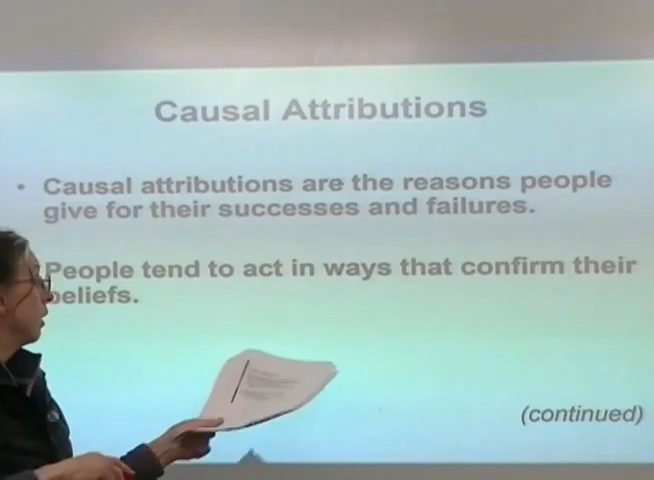 Causal Attributions
• Causal attributions are the reasons people
give for their successes and failures.
People tend to act in ways that confirm their
beliefs.
(continued)